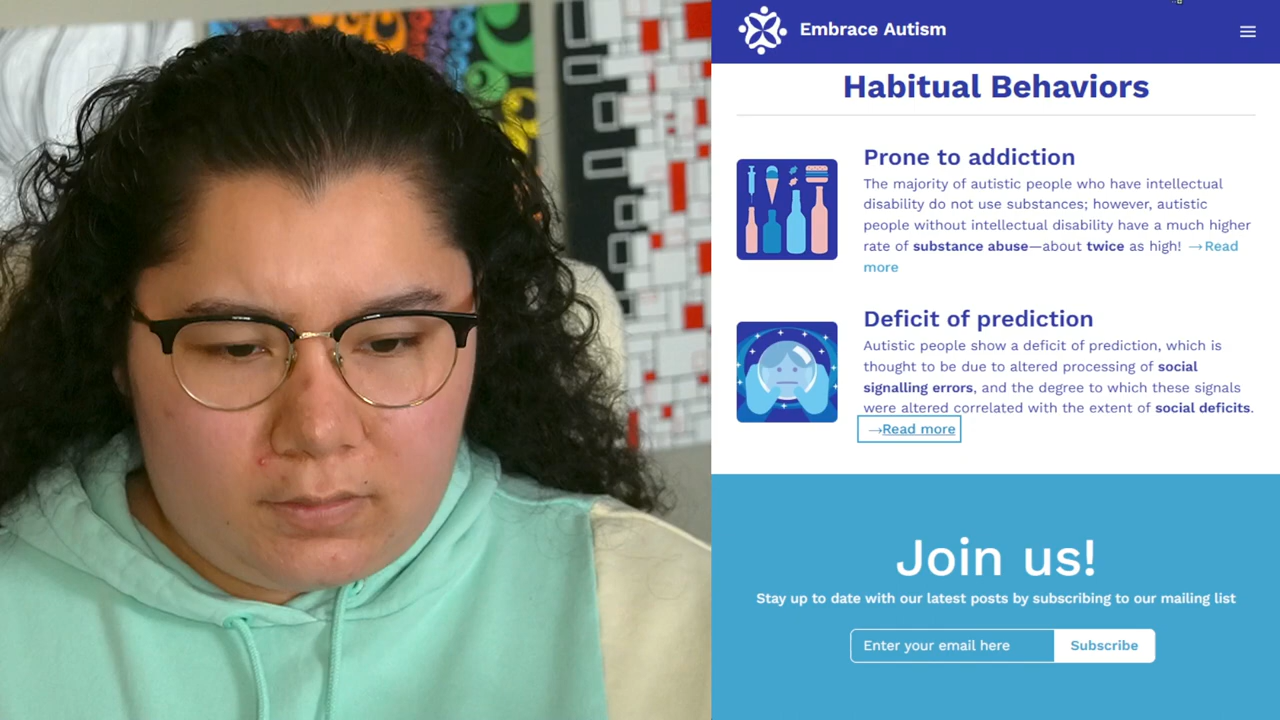 Embrace Autism
Habitual Behaviors
Prone to addiction
The majority of autistic people who have intellectual
disability do not use substances; however, autistic
people without intellectual disability have a much higher
rate of substance abuse—about twice as high! →Read
more
Deficit of prediction
Autistic people show a deficit of prediction, which is
thought to be due to altered processing of social
signalling errors, and the degree to which these signals
were altered correlated with the extent of social deficits.
→Read more
Join us!
Stay up to date with our latest posts by subscribing to our mailing list
Enter your email here
Subscribe